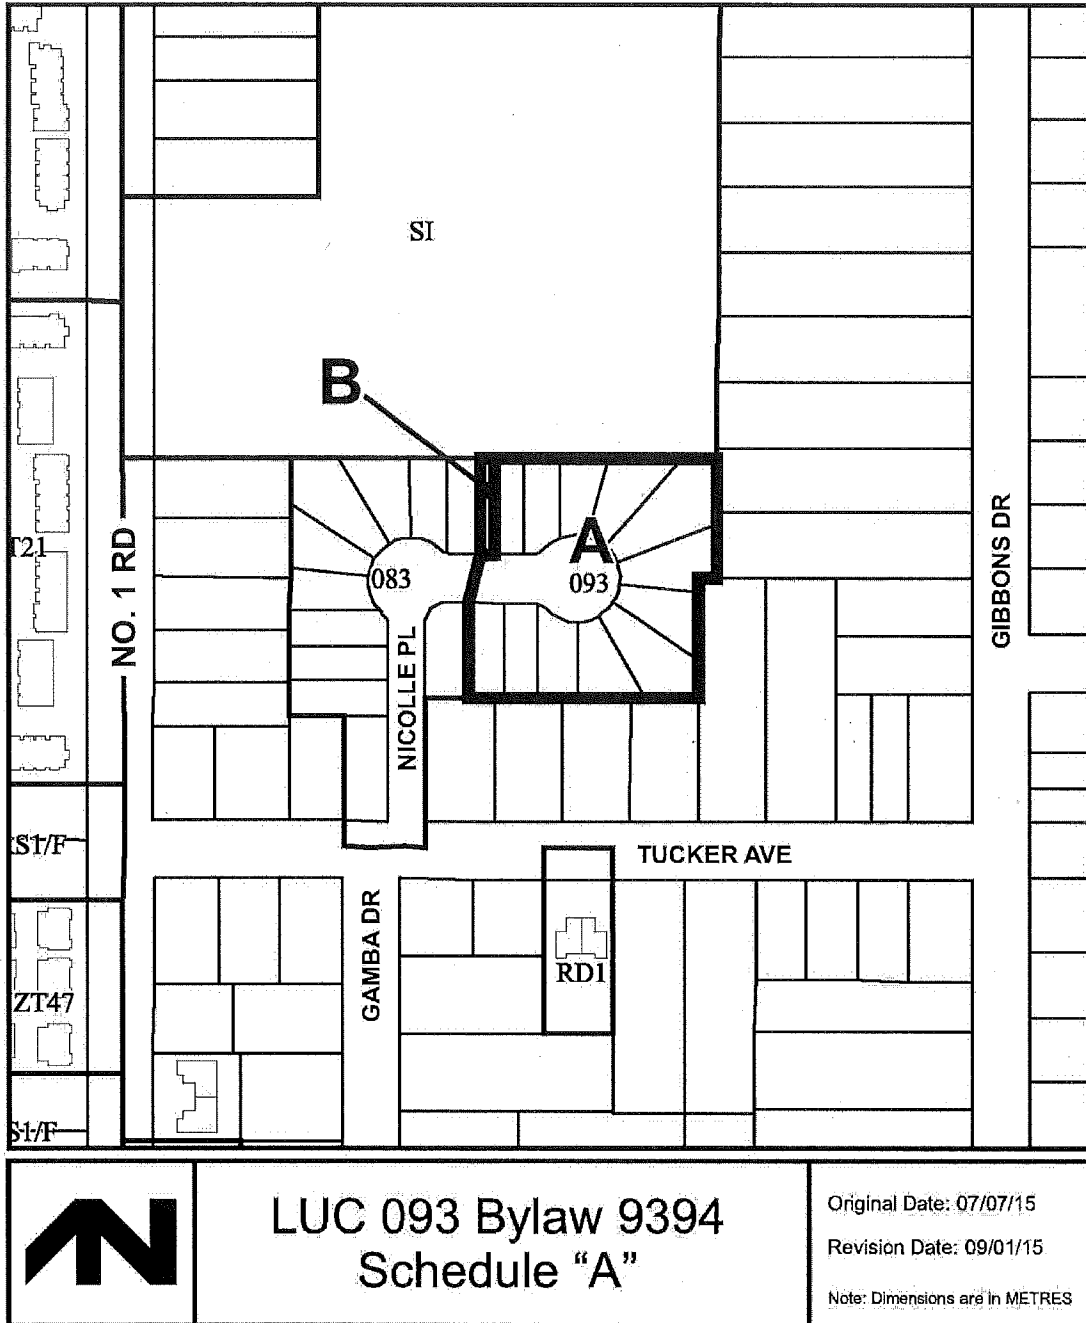 SI
B
A
T21
NO. 1 RD
083
093
GIBBONS DR
NICOLLE PL
S1/F
TUCKER AVE
GAMBA DR
RD1
ZT47
S1/F
LUC 093 Bylaw 9394
Schedule “A”
Original Date: 07/07/15
Revision Date: 09/01/15
Note: Dimensions are in METRES